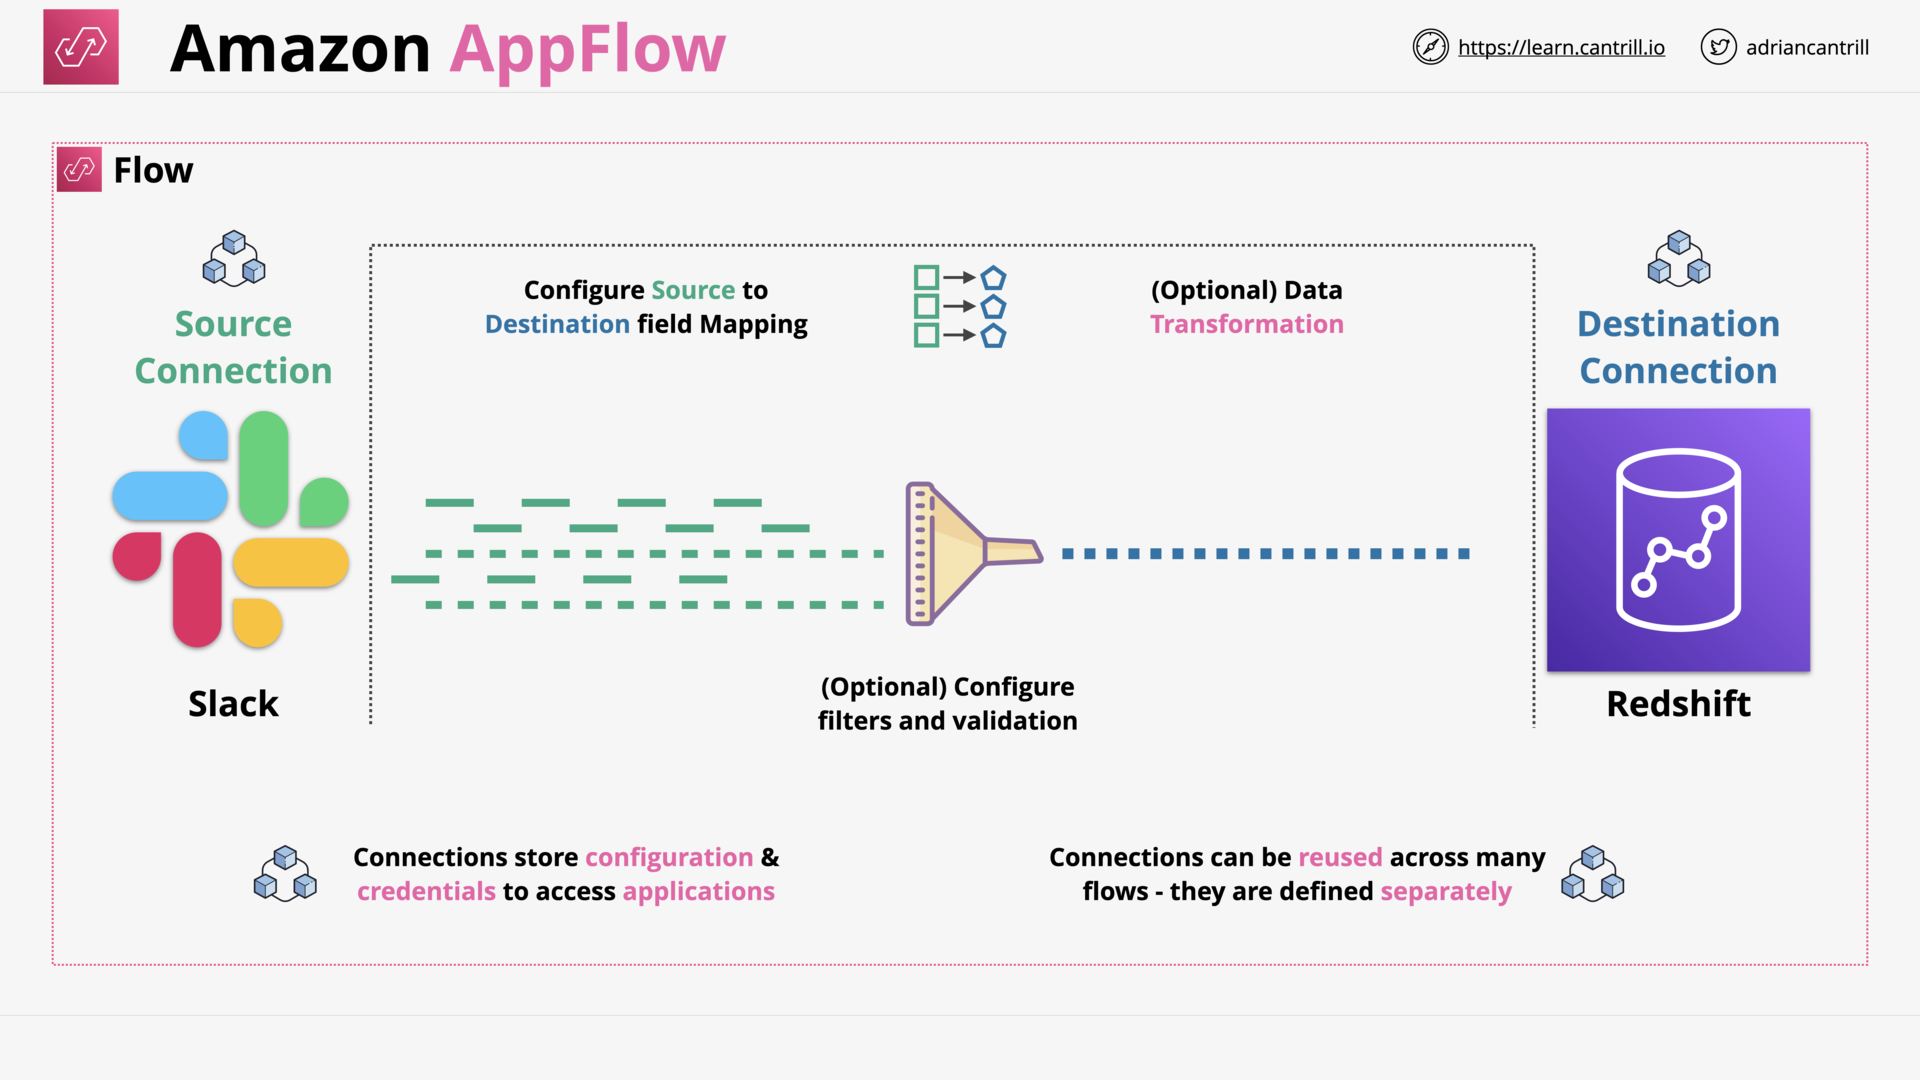 Amazon AppFlow
https://learn.cantrill.io
adriancantrill
Flow
Source
Connection
Slack
Configure Source to
Destination field Mapping
(Optional) Data
Transformation
(Optional) Configure
filters and validation
Destination
Connection
Redshift
Connections store configuration &
credentials to access applications
Connections can be reused across many
flows - they are defined separately